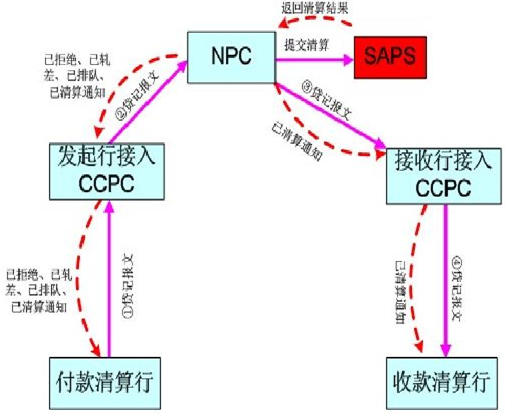 返回清算结果
NPC
提交清算
SAPS
已拒绝、已轧
差、已排队、
已清算通知
②贷记报文
③贷记报文
已清算通知
发起行接入
CCPC
接收行接入
CCPC
已拒绝、已轧
差、已排队、
已清算通知
①贷记报文
已清算通知
④贷记报文
付款清算行
收款清算行